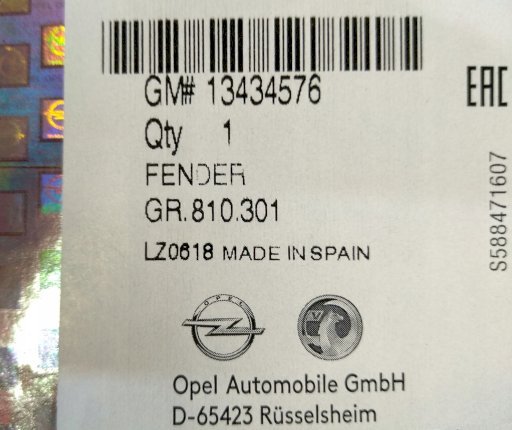 GM# 13434576
EAC
Qty 1
FENDER
GR.810.301
LZ0618 MADE IN SPAIN
S588471607
OPEL
Opel Automobile GmbH
D-65423 Rüsselsheim